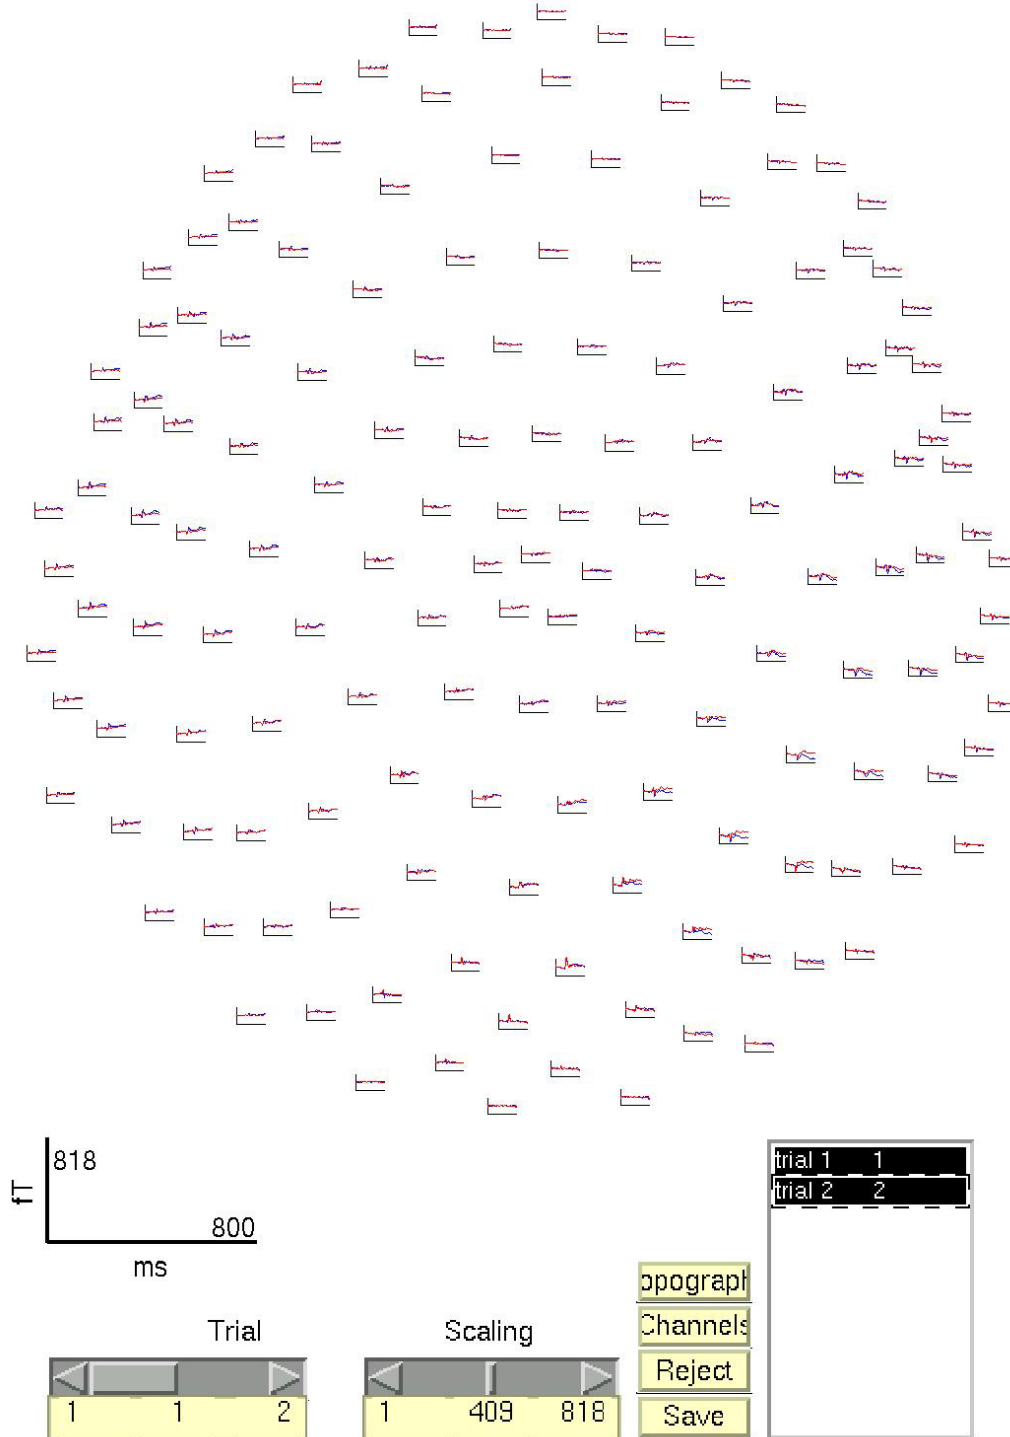 818
fT
800
ms
trial 1 1
trial 2 2
opograph
Channels
Reject
Save
Trial
1 1 2
Scaling
1 409 818